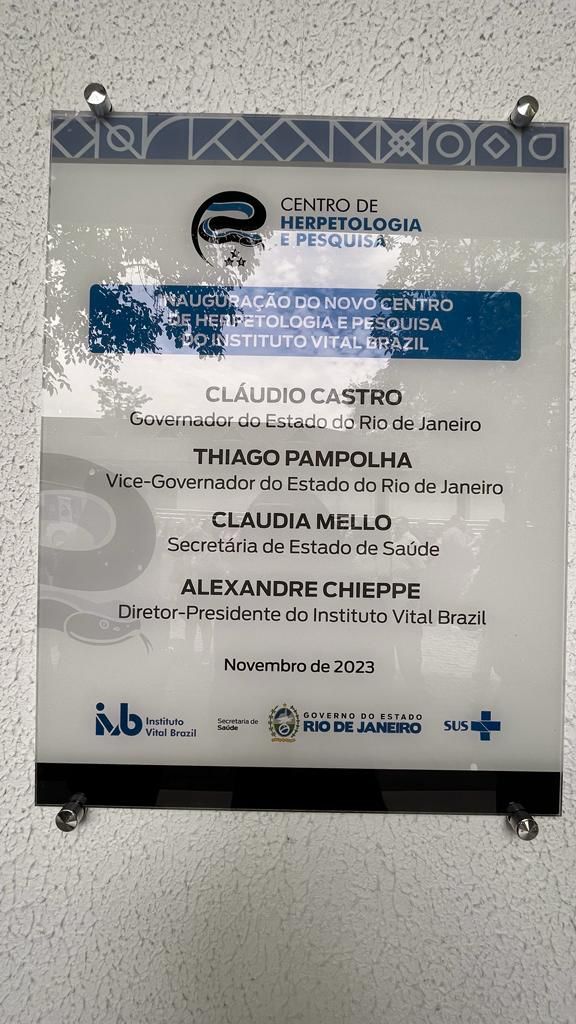 CENTRO DE
HERPETOLOGIA
E PESQUISA
INAUGURAÇÃO DO NOVO CENTRO
DE HERPETOLOGIA E PESQUISA
DO INSTITUTO VITAL BRAZIL
CLÁUDIO CASTRO
Governador do Estado do Rio de Janeiro
THIAGO PAMPOLHA
Vice-Governador do Estado do Rio de Janeiro
CLAUDIA MELLO
Secretária de Estado de Saúde
ALEXANDRE CHIEPPE
Diretor-Presidente do Instituto Vital Brazil
Novembro de 2023
ivb Instituto
Vital Brazil
Secretaria de
Saúde
GOVERNO DO ESTADO
RIO DE JANEIRO
SUS